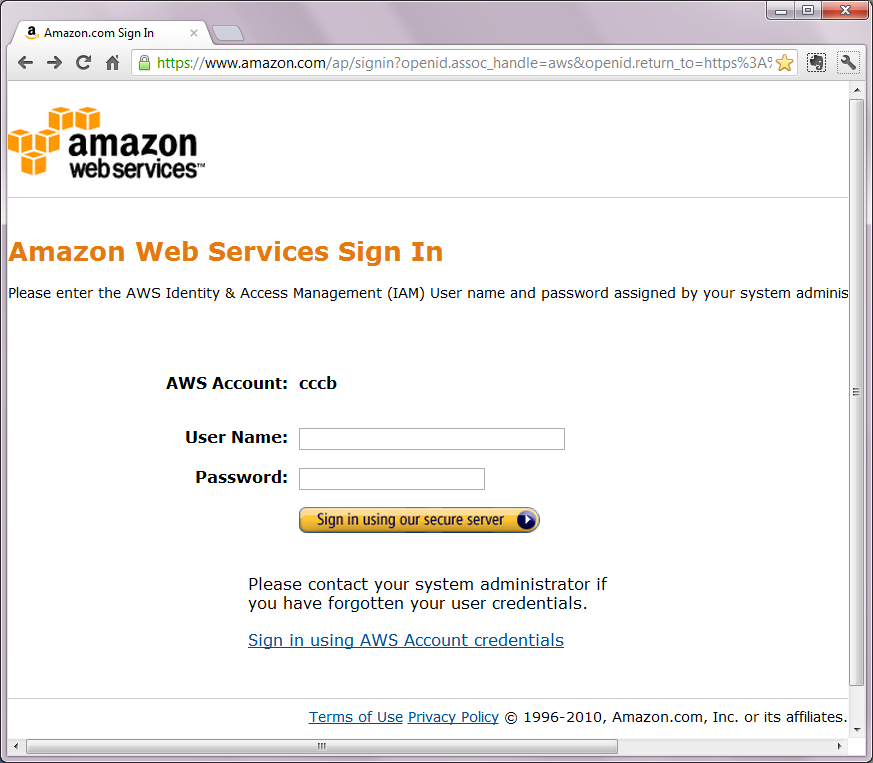 Amazon.com Sign In
https://www.amazon.com/ap/signin?openid.assoc_handle=aws&openid.return_to=https%3A%
amazon
web services™
Amazon Web Services Sign In
Please enter the AWS Identity & Access Management (IAM) User name and password assigned by your system adminis
AWS Account: cccb
User Name:
Password:
Sign in using our secure server
Please contact your system administrator if
you have forgotten your user credentials.
Sign in using AWS Account credentials
Terms of Use Privacy Policy © 1996-2010, Amazon.com, Inc. or its affiliates.